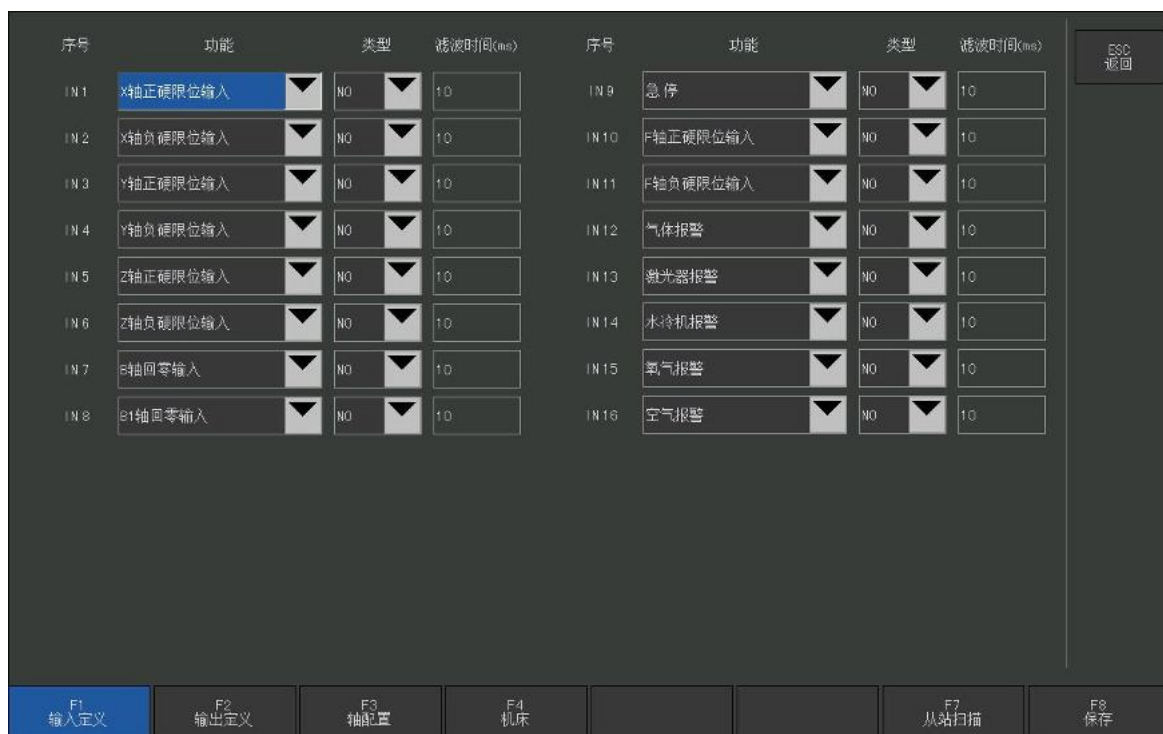 序号 功能 类型 滤波时间(ms) 序号 功能 类型 滤波时间(ms)
ESC
返回
IN1 X轴正硬限位输入 NO 10 IN9 急停 NO 10
IN2 X轴负硬限位输入 NO 10 IN10 F轴正硬限位输入 NO 10
IN3 Y轴正硬限位输入 NO 10 IN11 F轴负硬限位输入 NO 10
IN4 Y轴负硬限位输入 NO 10 IN12 气体报警 NO 10
IN5 Z轴正硬限位输入 NO 10 IN13 激光器报警 NO 10
IN6 Z轴负硬限位输入 NO 10 IN14 水冷机报警 NO 10
IN7 B轴回零输入 NO 10 IN15 氧气报警 NO 10
IN8 B1轴回零输入 NO 10 IN16 空气报警 NO 10
F1 F2 F3 F4 F7 F8
输入定义 输出定义 轴配置 机床 从站扫描 保存